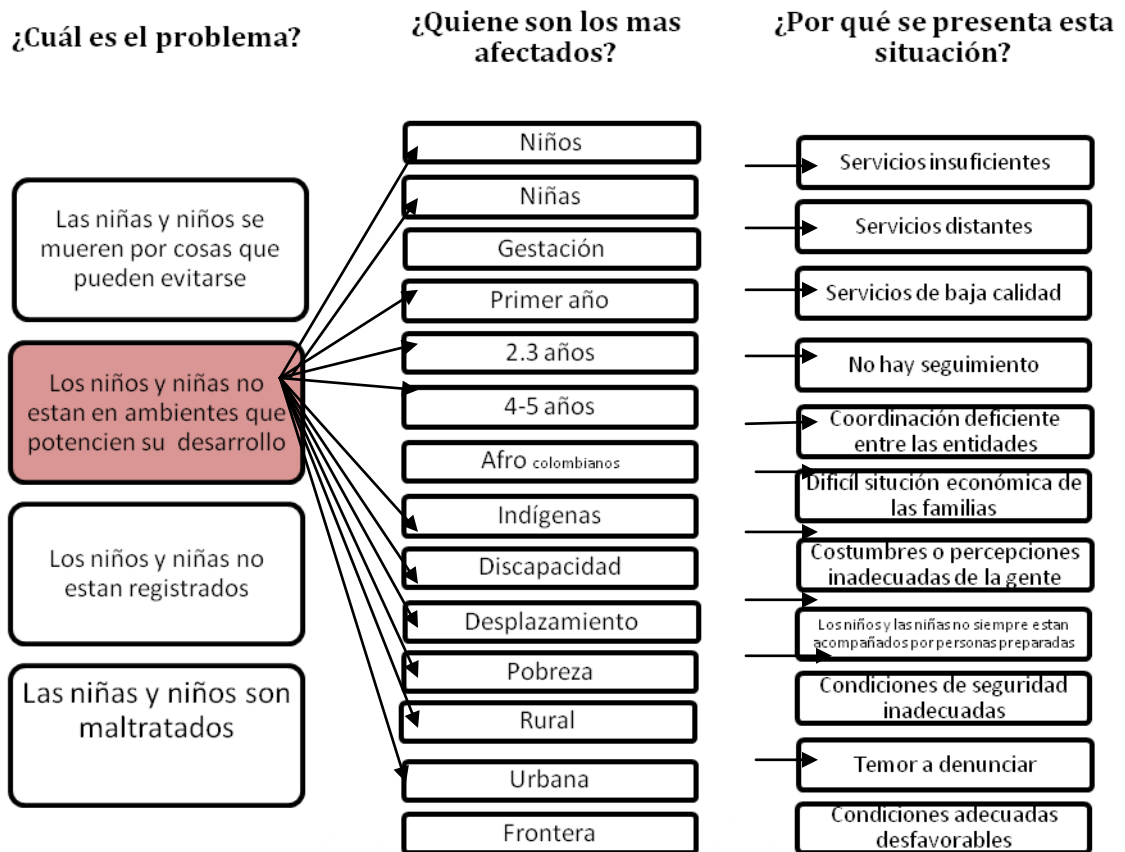 ¿Cuál es el problema?
Las niñas y niños se
mueren por cosas que
pueden evitarse
Los niños y niñas no
estan en ambientes que
potencien su desarrollo
Los niños y niñas no
estan registrados
Las niñas y niños son
maltratados
¿Quiene son los mas
afectados?
Niños
Niñas
Gestación
Primer año
2.3 años
4-5 años
Afro colombianos
Indígenas
Discapacidad
Desplazamiento
Pobreza
Rural
Urbana
Frontera
¿Por qué se presenta esta
situación?
Servicios insuficientes
Servicios distantes
Servicios de baja calidad
No hay seguimiento
Coordinación deficiente
entre las entidades
Dificíl situción económica de
las familias
Costumbres o percepciones
inadecuadas de la gente
Los niños y las niñas no siempre estan
acompañados por personas preparadas
Condiciones de seguridad
inadecuadas
Temor a denunciar
Condiciones adecuadas
desfavorables